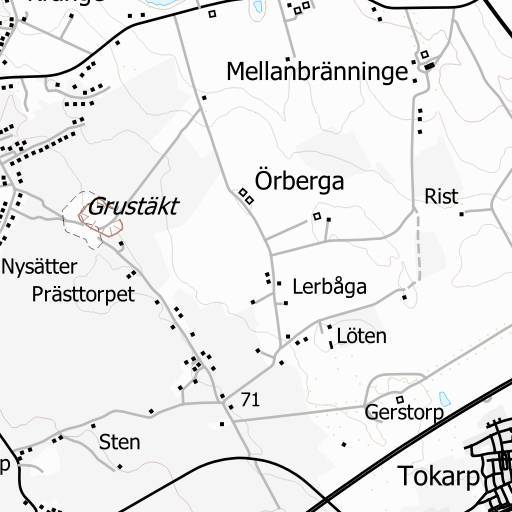 Mellanbränninge
Örberga
Rist
Grustäkt
Nysätter
Prästtorpet
Lerbåga
Löten
71
Gerstorp
Sten
Tokarp